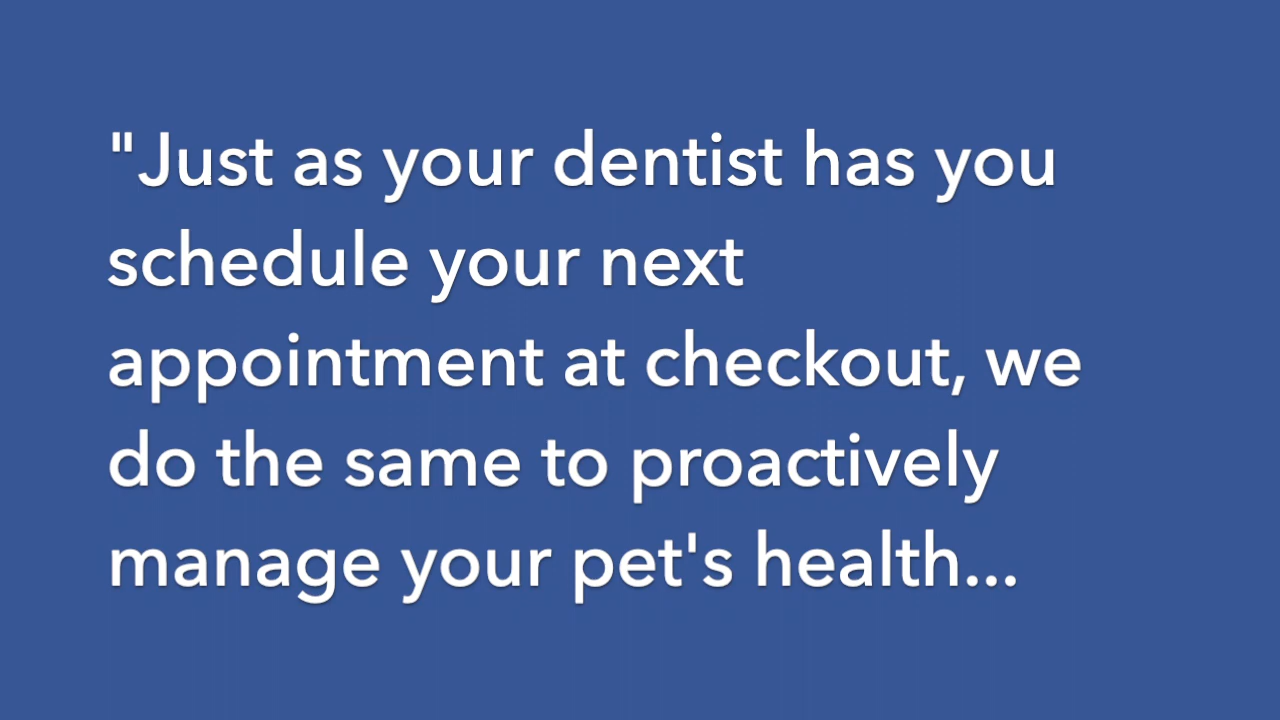 "Just as your dentist has you
schedule your next
appointment at checkout, we
do the same to proactively
manage your pet's health...